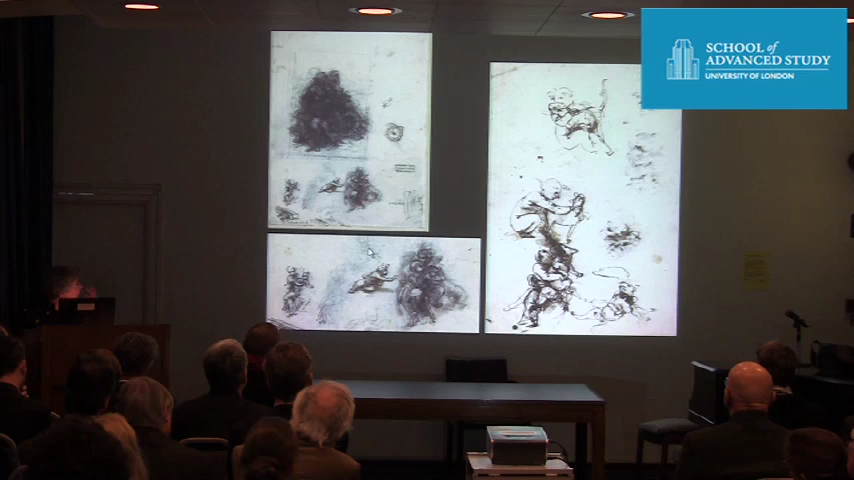 SCHOOL of
ADVANCED STUDY
UNIVERSITY OF LONDON